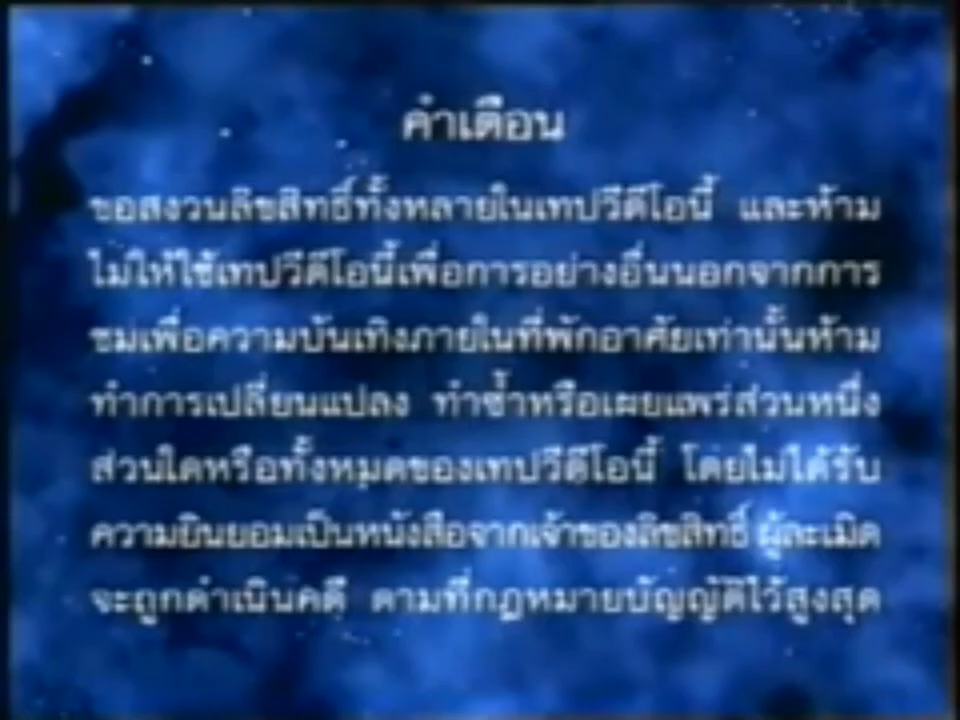 คำเตือน
ขอสงวนลิขสิทธิ์ทั้งหลายในเทปวีดีโอนี้ และห้าม
ไม่ให้ใช้เทปวีดีโอนี้เพื่อการอย่างอื่นนอกจากการ
ชมเพื่อความบันเทิงภายในที่พักอาศัยเท่านั้นห้าม
ทำการเปลี่ยนแปลง ทำซ้ำหรือเผยแพร่ส่วนหนึ่ง
ส่วนใดหรือทั้งหมดของเทปวีดีโอนี้ โดยไม่ได้รับ
ความยินยอมเป็นหนังสือจากเจ้าของลิขสิทธิ์ ผู้ละเมิด
จะถูกดำเนินคดี ตามที่กฎหมายบัญญัติไว้สูงสุด